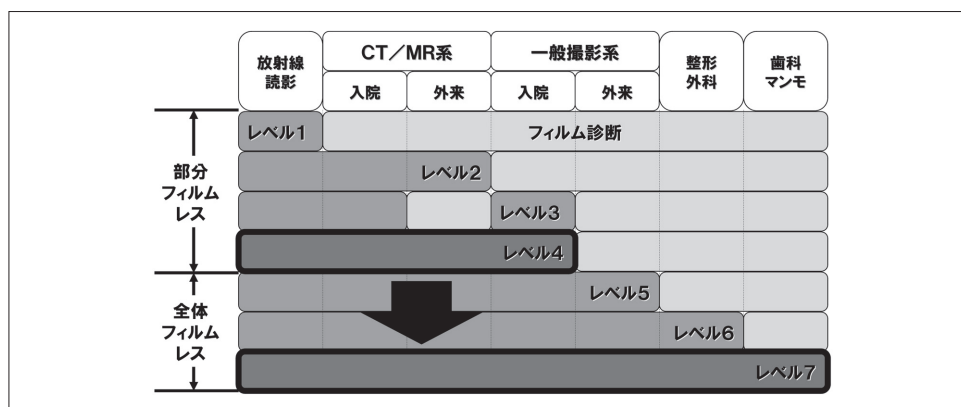 放射線
読影
CT／MR系
一般撮影系
整形
外科
歯科
マンモ
入院
外来
入院
外来
部分
フィルム
レス
レベル1
フィルム診断
レベル2
レベル3
レベル4
全体
フィルム
レス
レベル5
レベル6
レベル7